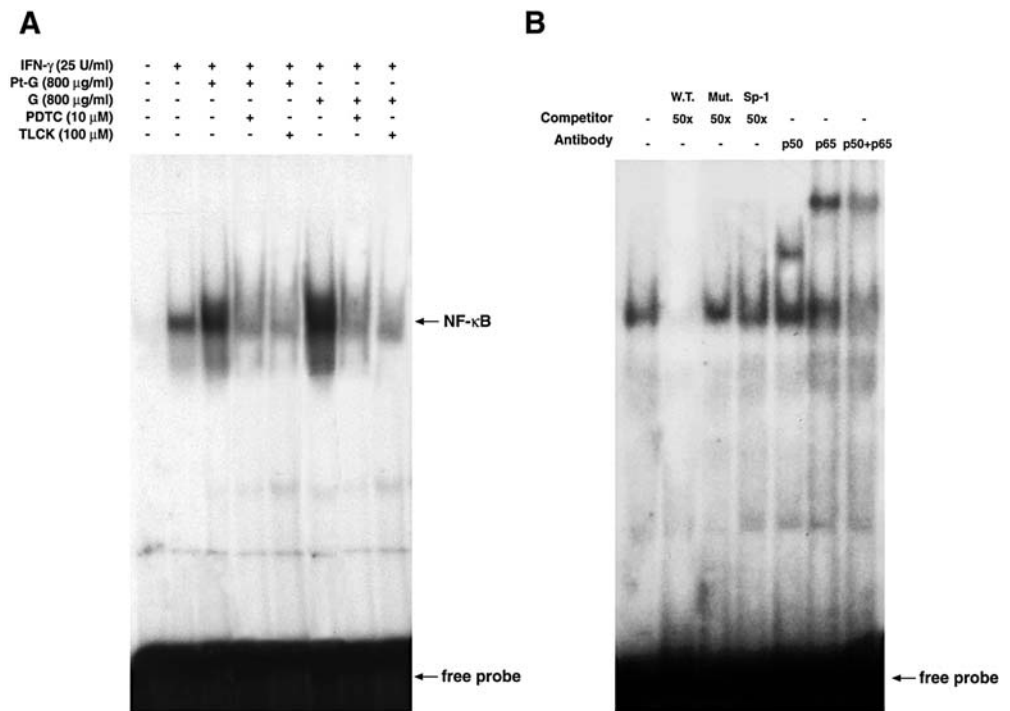 A
IFN-γ (25 U/ml) - + + + + + + +
Pt-G (800 μg/ml) - - + + + - - -
G (800 μg/ml) - - - - - + + +
PDTC (10 μM) - - - + - - + -
TLCK (100 μM) - - - - + - - +
NF-κB
free probe
B
W.T. Mut. Sp-1
Competitor - 50x 50x 50x - - -
Antibody - - - - p50 p65 p50+p65
free probe